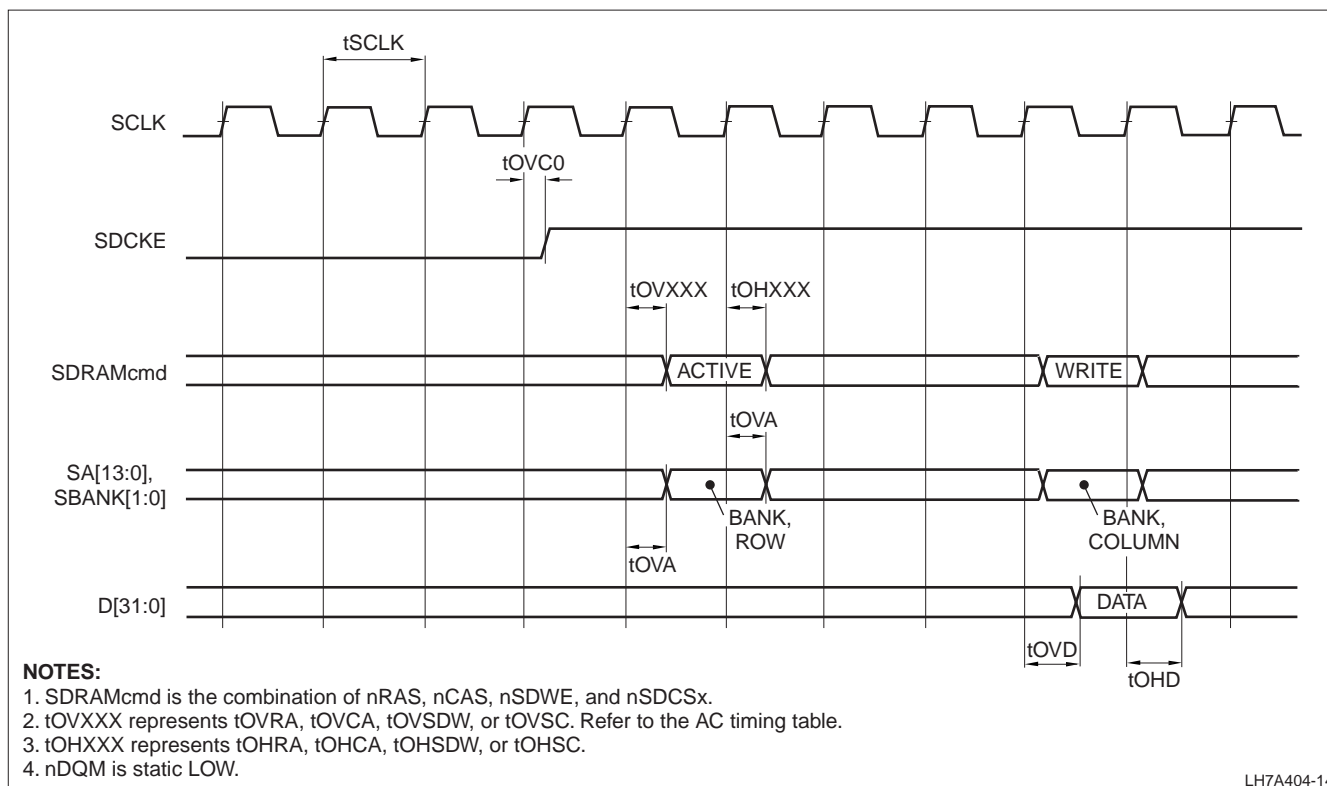 tSCLK
SCLK
tOVC0
SDCKE
tOVXXX
tOHXXX
SDRAMcmd
ACTIVE
WRITE
tOVA
SA[13:0],
SBANK[1:0]
BANK,
ROW
BANK,
COLUMN
tOVA
D[31:0]
DATA
tOVD
tOHD
NOTES:
1. SDRAMcmd is the combination of nRAS, nCAS, nSDWE, and nSDCSx.
2. tOVXXX represents tOVRA, tOVCA, tOVSDW, or tOVSC. Refer to the AC timing table.
3. tOHXXX represents tOHRA, tOHCA, tOHSDW, or tOHSC.
4. nDQM is static LOW.
LH7A404-14